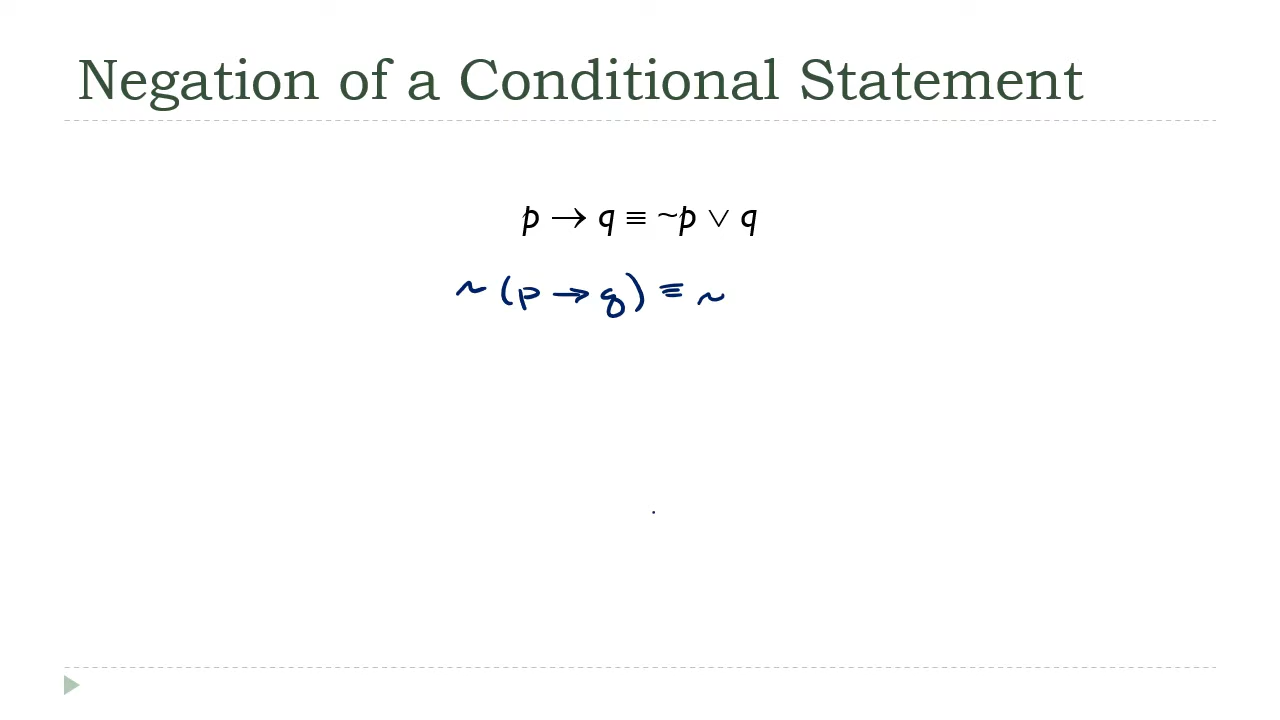 Negation of a Conditional Statement
p → q ≡ ~p ∨ q
~ (p → q) ≡ ~